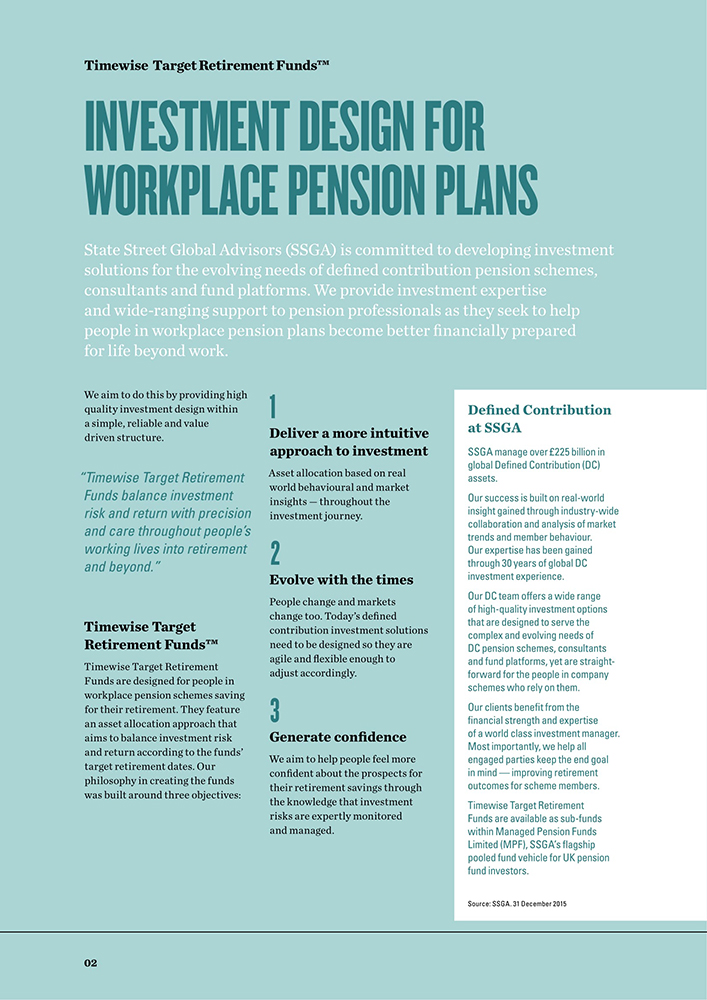 Timewise Target Retirement Funds™
INVESTMENT DESIGN FOR
WORKPLACE PENSION PLANS
State Street Global Advisors (SSGA) is committed to developing investment
solutions for the evolving needs of defined contribution pension schemes,
consultants and fund platforms. We provide investment expertise
and wide-ranging support to pension professionals as they seek to help
people in workplace pension plans become better financially prepared
for life beyond work.
We aim to do this by providing high
quality investment design within
a simple, reliable and value
driven structure.
“Timewise Target Retirement
Funds balance investment
risk and return with precision
and care throughout people’s
working lives into retirement
and beyond.”
Timewise Target
Retirement Funds™
Timewise Target Retirement
Funds are designed for people in
workplace pension schemes saving
for their retirement. They feature
an asset allocation approach that
aims to balance investment risk
and return according to the funds’
target retirement dates. Our
philosophy in creating the funds
was built around three objectives:
1
Deliver a more intuitive
approach to investment
Asset allocation based on real
world behavioural and market
insights — throughout the
investment journey.
2
Evolve with the times
People change and markets
change too. Today’s defined
contribution investment solutions
need to be designed so they are
agile and flexible enough to
adjust accordingly.
3
Generate confidence
We aim to help people feel more
confident about the prospects for
their retirement savings through
the knowledge that investment
risks are expertly monitored
and managed.
Defined Contribution
at SSGA
SSGA manage over £225 billion in
global Defined Contribution (DC)
assets.
Our success is built on real-world
insight gained through industry-wide
collaboration and analysis of market
trends and member behaviour.
Our expertise has been gained
through 30 years of global DC
investment experience.
Our DC team offers a wide range
of high-quality investment options
that are designed to serve the
complex and evolving needs of
DC pension schemes, consultants
and fund platforms, yet are straight-
forward for the people in company
schemes who rely on them.
Our clients benefit from the
financial strength and expertise
of a world class investment manager.
Most importantly, we help all
engaged parties keep the end goal
in mind — improving retirement
outcomes for scheme members.
Timewise Target Retirement
Funds are available as sub-funds
within Managed Pension Funds
Limited (MPF), SSGA’s flagship
pooled fund vehicle for UK pension
fund investors.
Source: SSGA. 31 December 2015
02